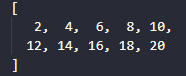 [
2, 4, 6, 8, 10,
12, 14, 16, 18, 20
]